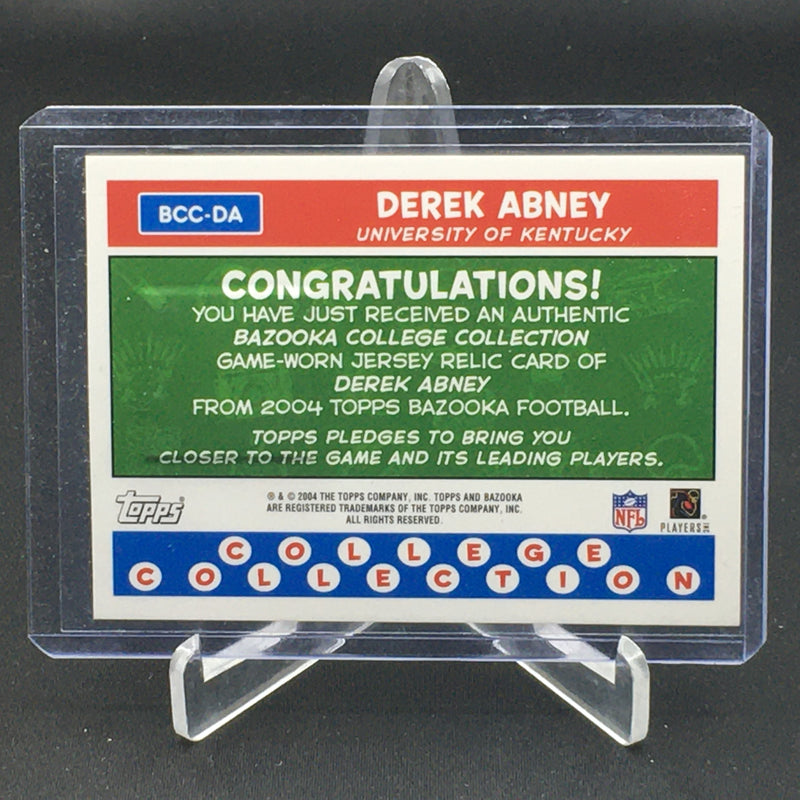 BCC-DA
DEREK ABNEY
UNIVERSITY OF KENTUCKY
CONGRATULATIONS!
YOU HAVE JUST RECEIVED AN AUTHENTIC
BAZOOKA COLLEGE COLLECTION
GAME-WORN JERSEY RELIC CARD OF
DEREK ABNEY
FROM 2004 TOPPS BAZOOKA FOOTBALL.
TOPPS PLEDGES TO BRING YOU
CLOSER TO THE GAME AND ITS LEADING PLAYERS.
Topps®
® & © 2004 THE TOPPS COMPANY, INC. TOPPS AND BAZOOKA
ARE REGISTERED TRADEMARKS OF THE TOPPS COMPANY, INC.
ALL RIGHTS RESERVED.
NFL
PLAYERS INC
COLLEGE
COLLECTION